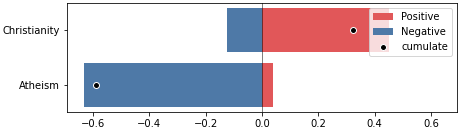 Christianity
Atheism
Positive
Negative
cumulate
−0.6 −0.4 −0.2 0.0 0.2 0.4 0.6